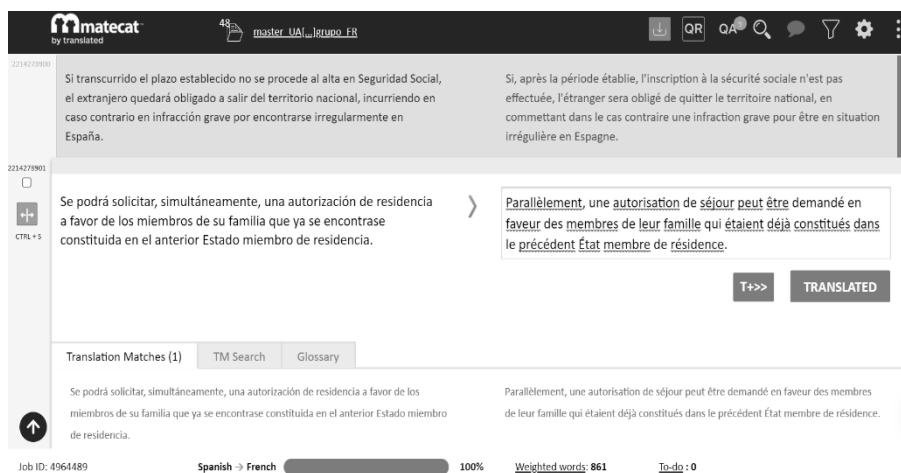 matecat
by translated
48
master_UA[...]grupo_FR
QR
QA
3
2214273900
Si transcurrido el plazo establecido no se procede al alta en Seguridad Social,
el extranjero quedará obligado a salir del territorio nacional, incurriendo en
caso contrario en infracción grave por encontrarse irregularmente en
España.
Si, après la période établie, l'inscription à la sécurité sociale n'est pas
effectuée, l'étranger sera obligé de quitter le territoire national, en
commettant dans le cas contraire une infraction grave pour être en situation
irrégulière en Espagne.
2214273901
CTRL + S
Se podrá solicitar, simultáneamente, una autorización de residencia
a favor de los miembros de su familia que ya se encontrase
constituida en el anterior Estado miembro de residencia.
Parallèlement, une autorisation de séjour peut être demandé en
faveur des membres de leur famille qui étaient déjà constitués dans
le précédent État membre de résidence.
T+>>
TRANSLATED
Translation Matches (1)
TM Search
Glossary
Se podrá solicitar, simultáneamente, una autorización de residencia a favor de los
miembros de su familia que ya se encontrase constituida en el anterior Estado miembro
de residencia.
Parallèlement, une autorisation de séjour peut être demandé en faveur des membres
de leur famille qui étaient déjà constitués dans le précédent État membre de résidence.
Job ID: 4964489
Spanish → French
100%
Weighted words: 861
To-do : 0